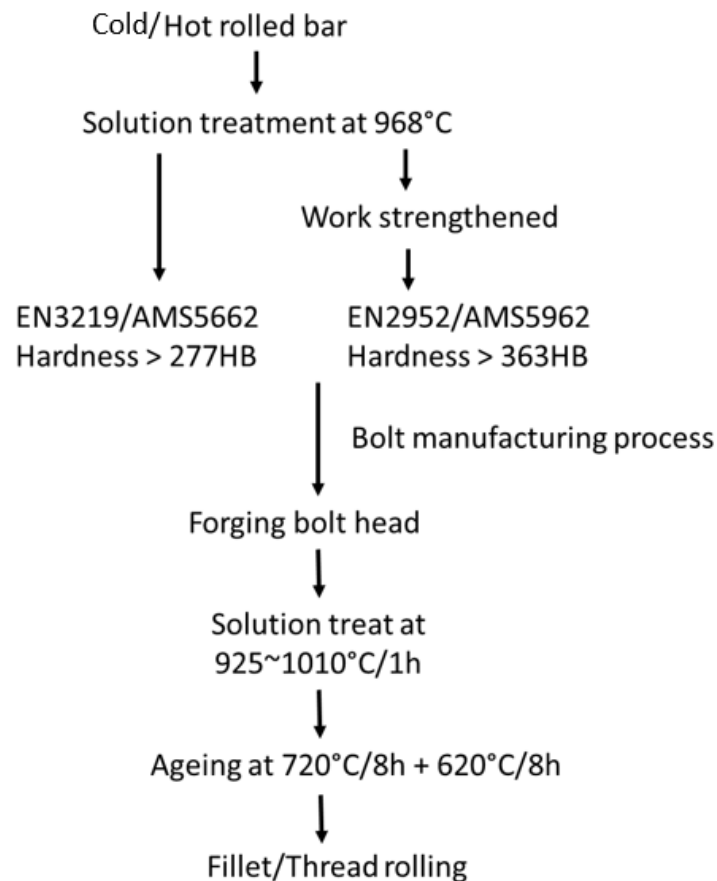 Cold/Hot rolled bar
Solution treatment at 968°C
Work strengthened
EN3219/AMS5662
Hardness > 277HB
EN2952/AMS5962
Hardness > 363HB
Bolt manufacturing process
Forging bolt head
Solution treat at
925~1010°C/1h
Ageing at 720°C/8h + 620°C/8h
Fillet/Thread rolling